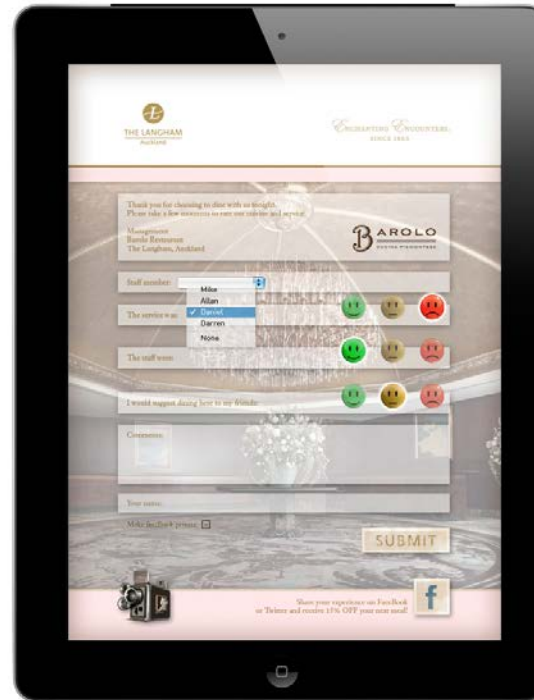 THE LANGHAM
Auckland
ENCHANTING ENCOUNTERS,
SINCE 1865
Thank you for choosing to dine with us tonight.
Please take a few moments to rate our cuisine and service!
Management
Barolo Restaurant
The Langham, Auckland
BAROLO
Staff member:
Mike
Allan
Daniel
Darren
None
The service was:
The staff were:
I would suggest dining here to my friends:
Comments:
Your name:
Make feedback private:
SUBMIT
Share your experience on FaceBook
or Twitter and receive 15% OFF your next meal!
f